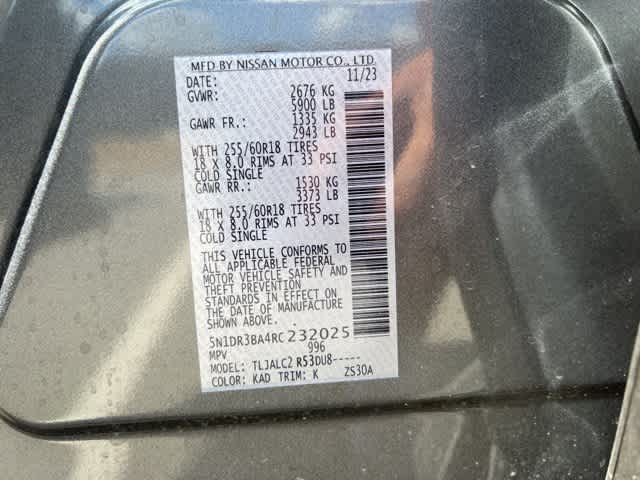 MFD BY NISSAN MOTOR CO., LTD.
DATE: 11/23
GVWR: 2676 KG
5900 LB
GAWR FR.: 1335 KG
2943 LB
WITH 255/60R18 TIRES
18 X 8.0 RIMS AT 33 PSI
COLD SINGLE
GAWR RR.: 1530 KG
3373 LB
WITH 255/60R18 TIRES
18 X 8.0 RIMS AT 33 PSI
COLD SINGLE
THIS VEHICLE CONFORMS TO
ALL APPLICABLE FEDERAL
MOTOR VEHICLE SAFETY AND
THEFT PREVENTION
STANDARDS IN EFFECT ON
THE DATE OF MANUFACTURE
SHOWN ABOVE.
5N1DR3BA4RC232025
MPV 996
MODEL: TLJALC2 R53DU8-----
COLOR: KAD TRIM: K ZS30A